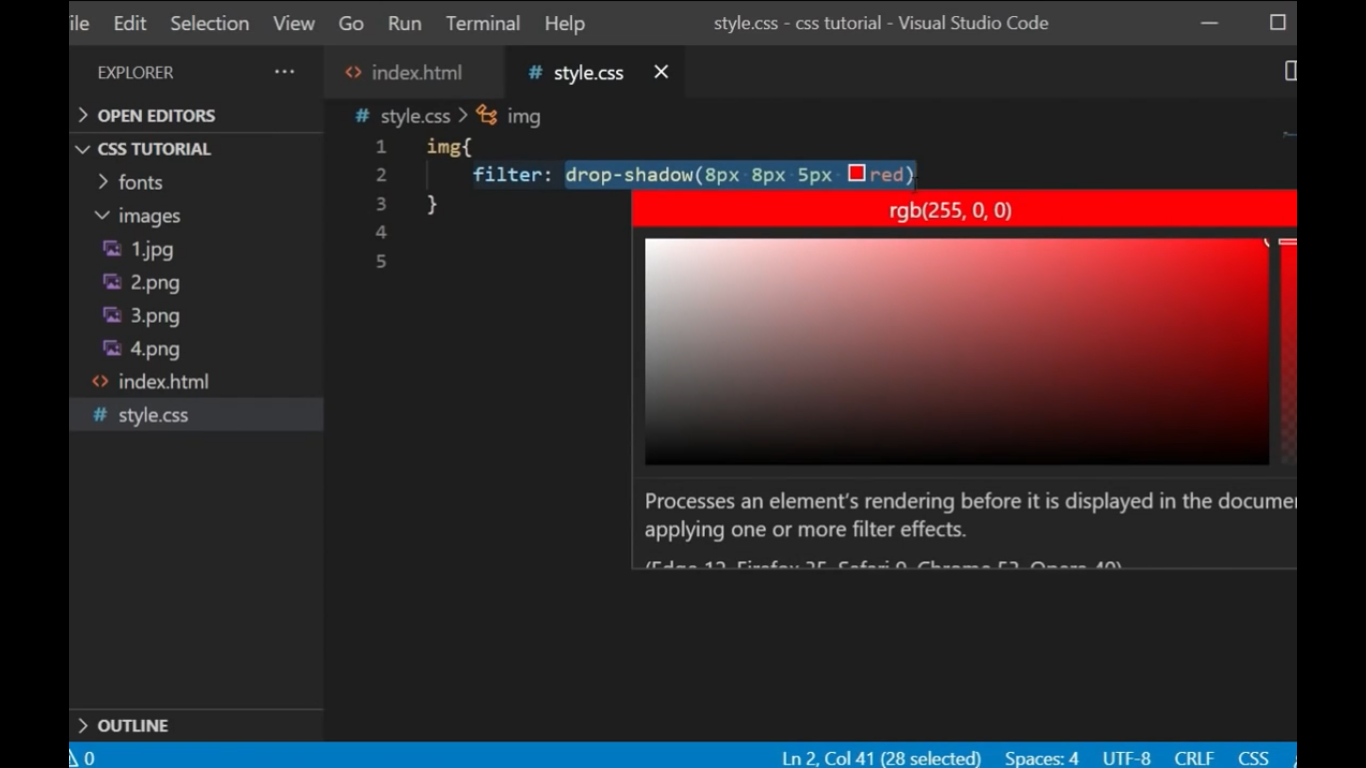 ile Edit Selection View Go Run Terminal Help style.css - css tutorial - Visual Studio Code
EXPLORER ... index.html # style.css
OPEN EDITORS
# style.css > img
CSS TUTORIAL
1 img{
fonts
2 filter: drop-shadow(8px 8px 5px red)
images
3 }
1.jpg
4
2.png
5
3.png
4.png
index.html
# style.css
rgb(255, 0, 0)
Processes an element's rendering before it is displayed in the docume
applying one or more filter effects.
OUTLINE
0 Ln 2, Col 41 (28 selected) Spaces: 4 UTF-8 CRLF CSS